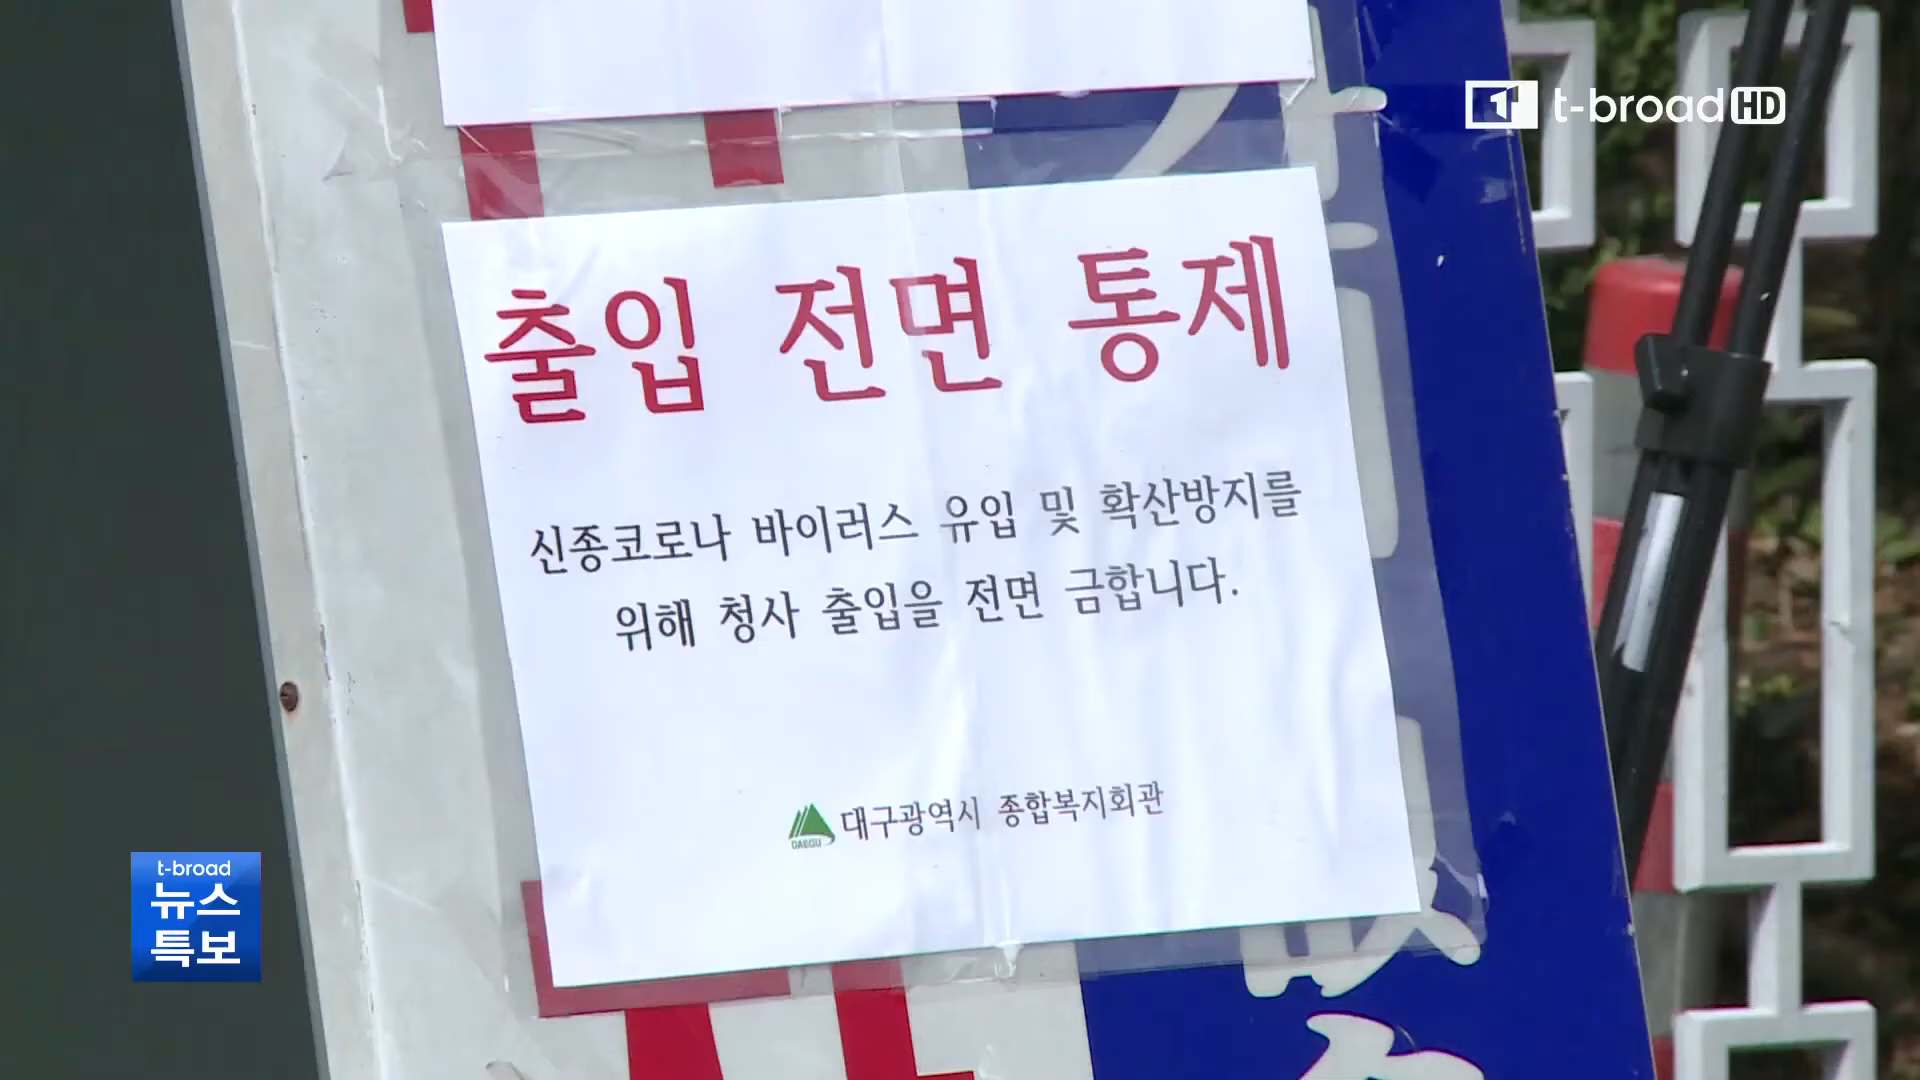 t-broad HD
출입 전면 통제
신종코로나 바이러스 유입 및 확산방지를
위해 청사 출입을 전면 금합니다.
DAEGU 대구광역시 종합복지회관
t-broad
뉴스
특보